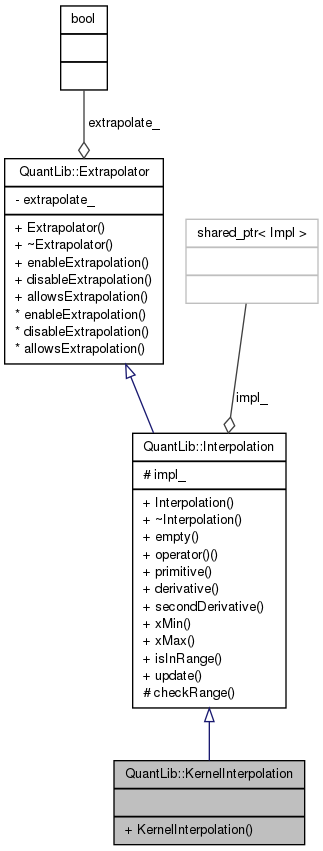 bool
extrapolate_
QuantLib::Extrapolator
- extrapolate_
+ Extrapolator()
+ ~Extrapolator()
+ enableExtrapolation()
+ disableExtrapolation()
+ allowsExtrapolation()
* enableExtrapolation()
* disableExtrapolation()
* allowsExtrapolation()
shared_ptr< Impl >
impl_
QuantLib::Interpolation
# impl_
+ Interpolation()
+ ~Interpolation()
+ empty()
+ operator()()
+ primitive()
+ derivative()
+ secondDerivative()
+ xMin()
+ xMax()
+ isInRange()
+ update()
# checkRange()
QuantLib::KernelInterpolation
+ KernelInterpolation()